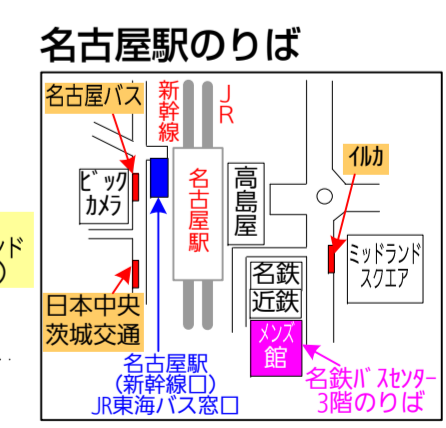 名古屋駅のりば
名古屋バス
新幹線
JR
イルカ
ビック
カメラ
名古屋駅
高島屋
ンド
)
ミッドランド
スクエア
名鉄
近鉄
日本中央
茨城交通
メンズ
館
名古屋駅
(新幹線口)
JR東海バス窓口
名鉄バスセンター
3階のりば